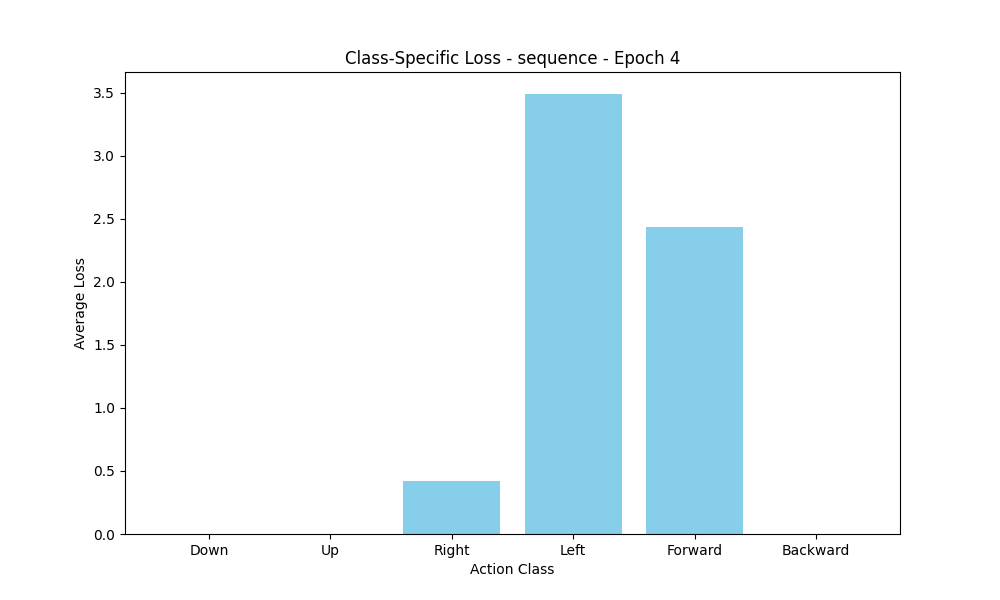 Class-Specific Loss - sequence - Epoch 4
Average Loss
3.5
3.0
2.5
2.0
1.5
1.0
0.5
0.0
Down Up Right Left Forward Backward
Action Class